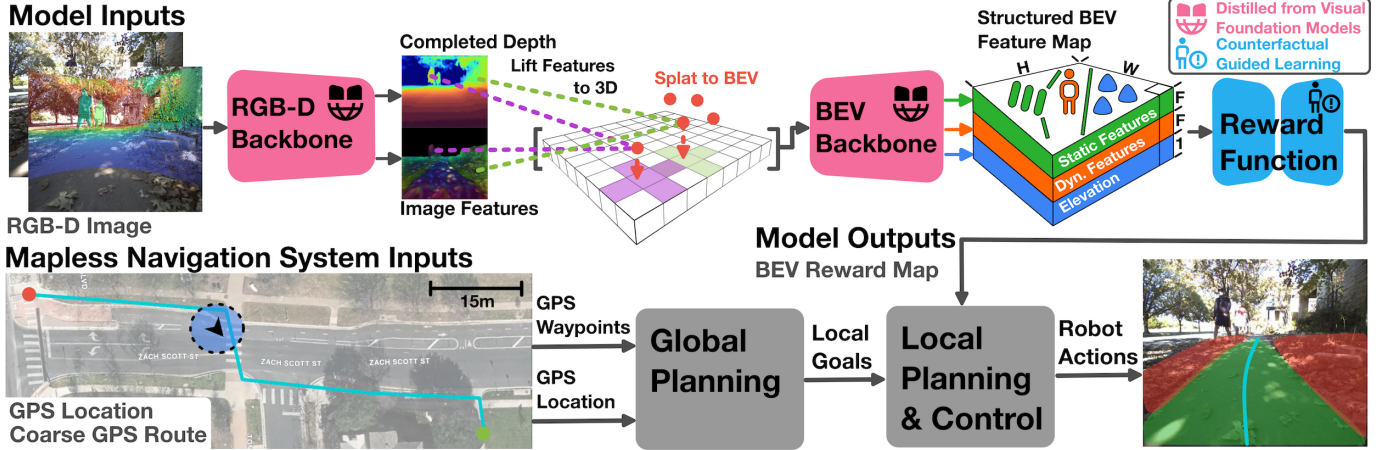 Model Inputs
RGB-D Image
RGB-D
Backbone
Completed Depth
Lift Features
to 3D
Image Features
Splat to BEV
BEV
Backbone
Structured BEV
Feature Map
H
W
F
F
1
Static Features
Dyn. Features
Elevation
Distilled from Visual
Foundation Models
Counterfactual
Guided Learning
Reward
Function
Model Outputs
BEV Reward Map
Mapless Navigation System Inputs
15m
ZACH SCOTT ST
ZACH SCOTT ST
ZACH SCOTT ST
GPS Location
Coarse GPS Route
GPS
Waypoints
GPS
Location
Global
Planning
Local
Goals
Local
Planning
& Control
Robot
Actions